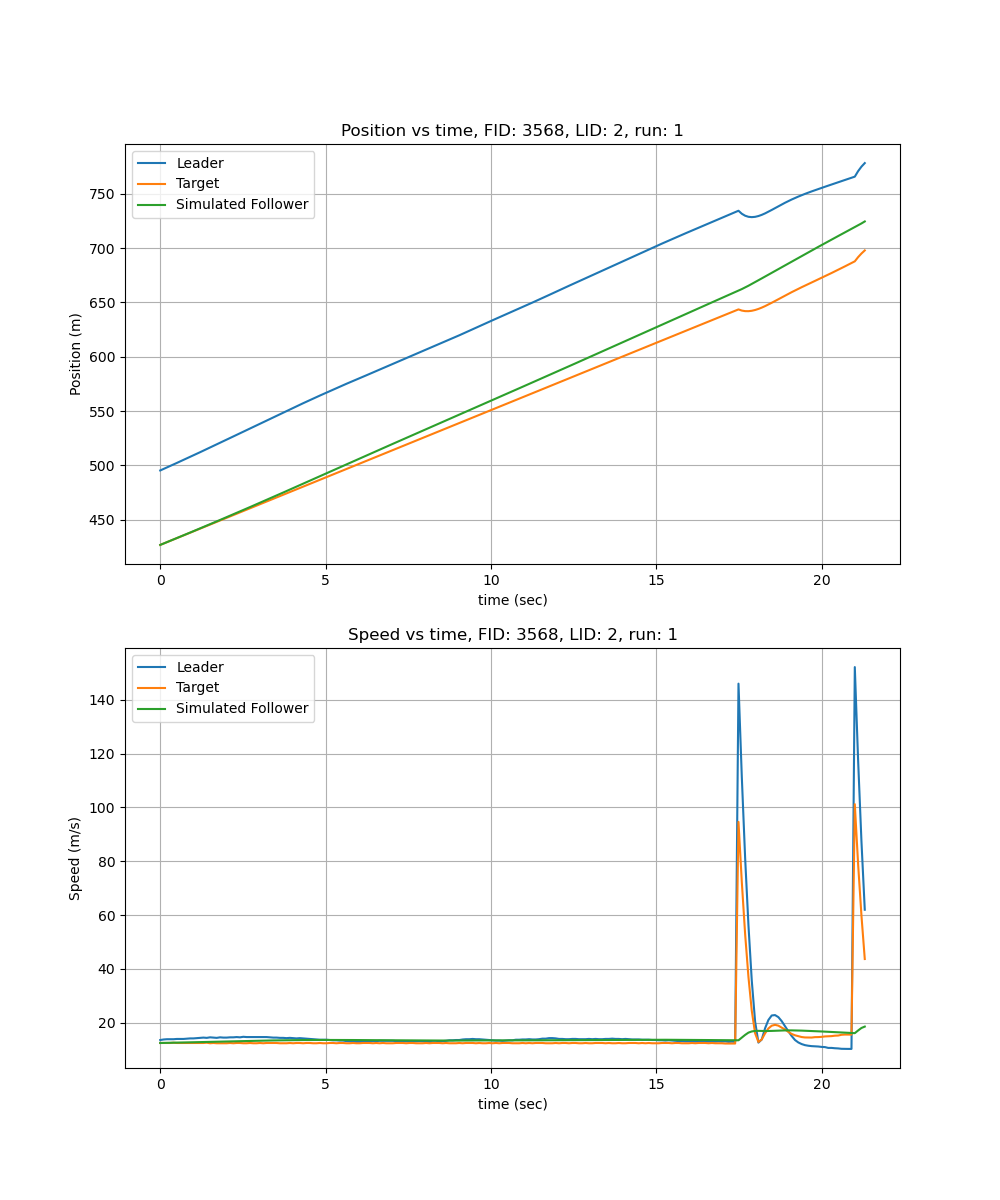 Position vs time, FID: 3568, LID: 2, run: 1
Leader
Target
Simulated Follower
Position (m)
750
700
650
600
550
500
450
0 5 10 15 20
time (sec)
Speed vs time, FID: 3568, LID: 2, run: 1
Leader
Target
Simulated Follower
Speed (m/s)
140
120
100
80
60
40
20
0 5 10 15 20
time (sec)